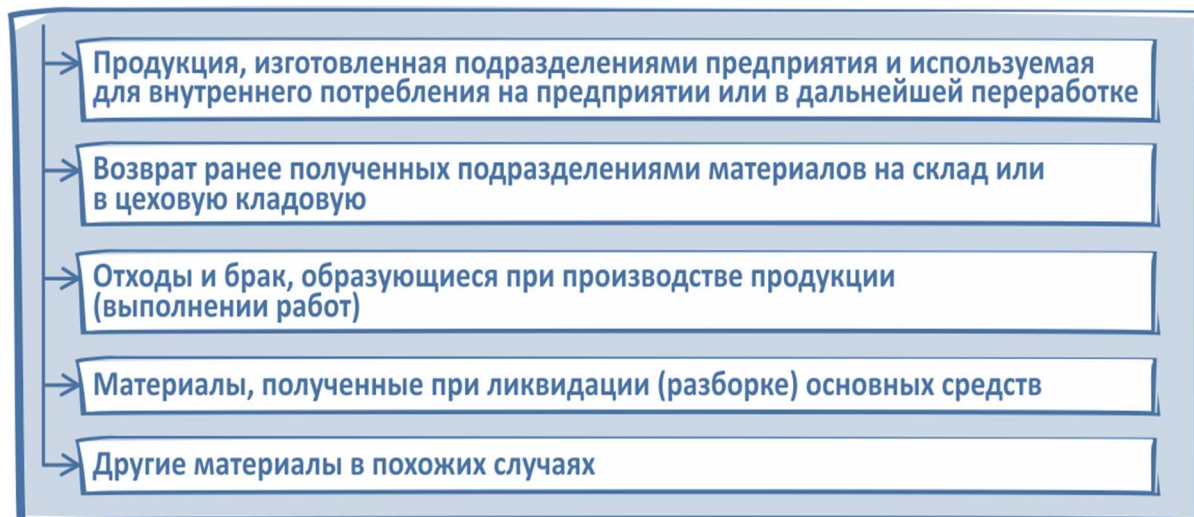 Продукция, изготовленная подразделениями предприятия и используемая
для внутреннего потребления на предприятии или в дальнейшей переработке
Возврат ранее полученных подразделениями материалов на склад или
в цеховую кладовую
Отходы и брак, образующиеся при производстве продукции
(выполнении работ)
Материалы, полученные при ликвидации (разборке) основных средств
Другие материалы в похожих случаях